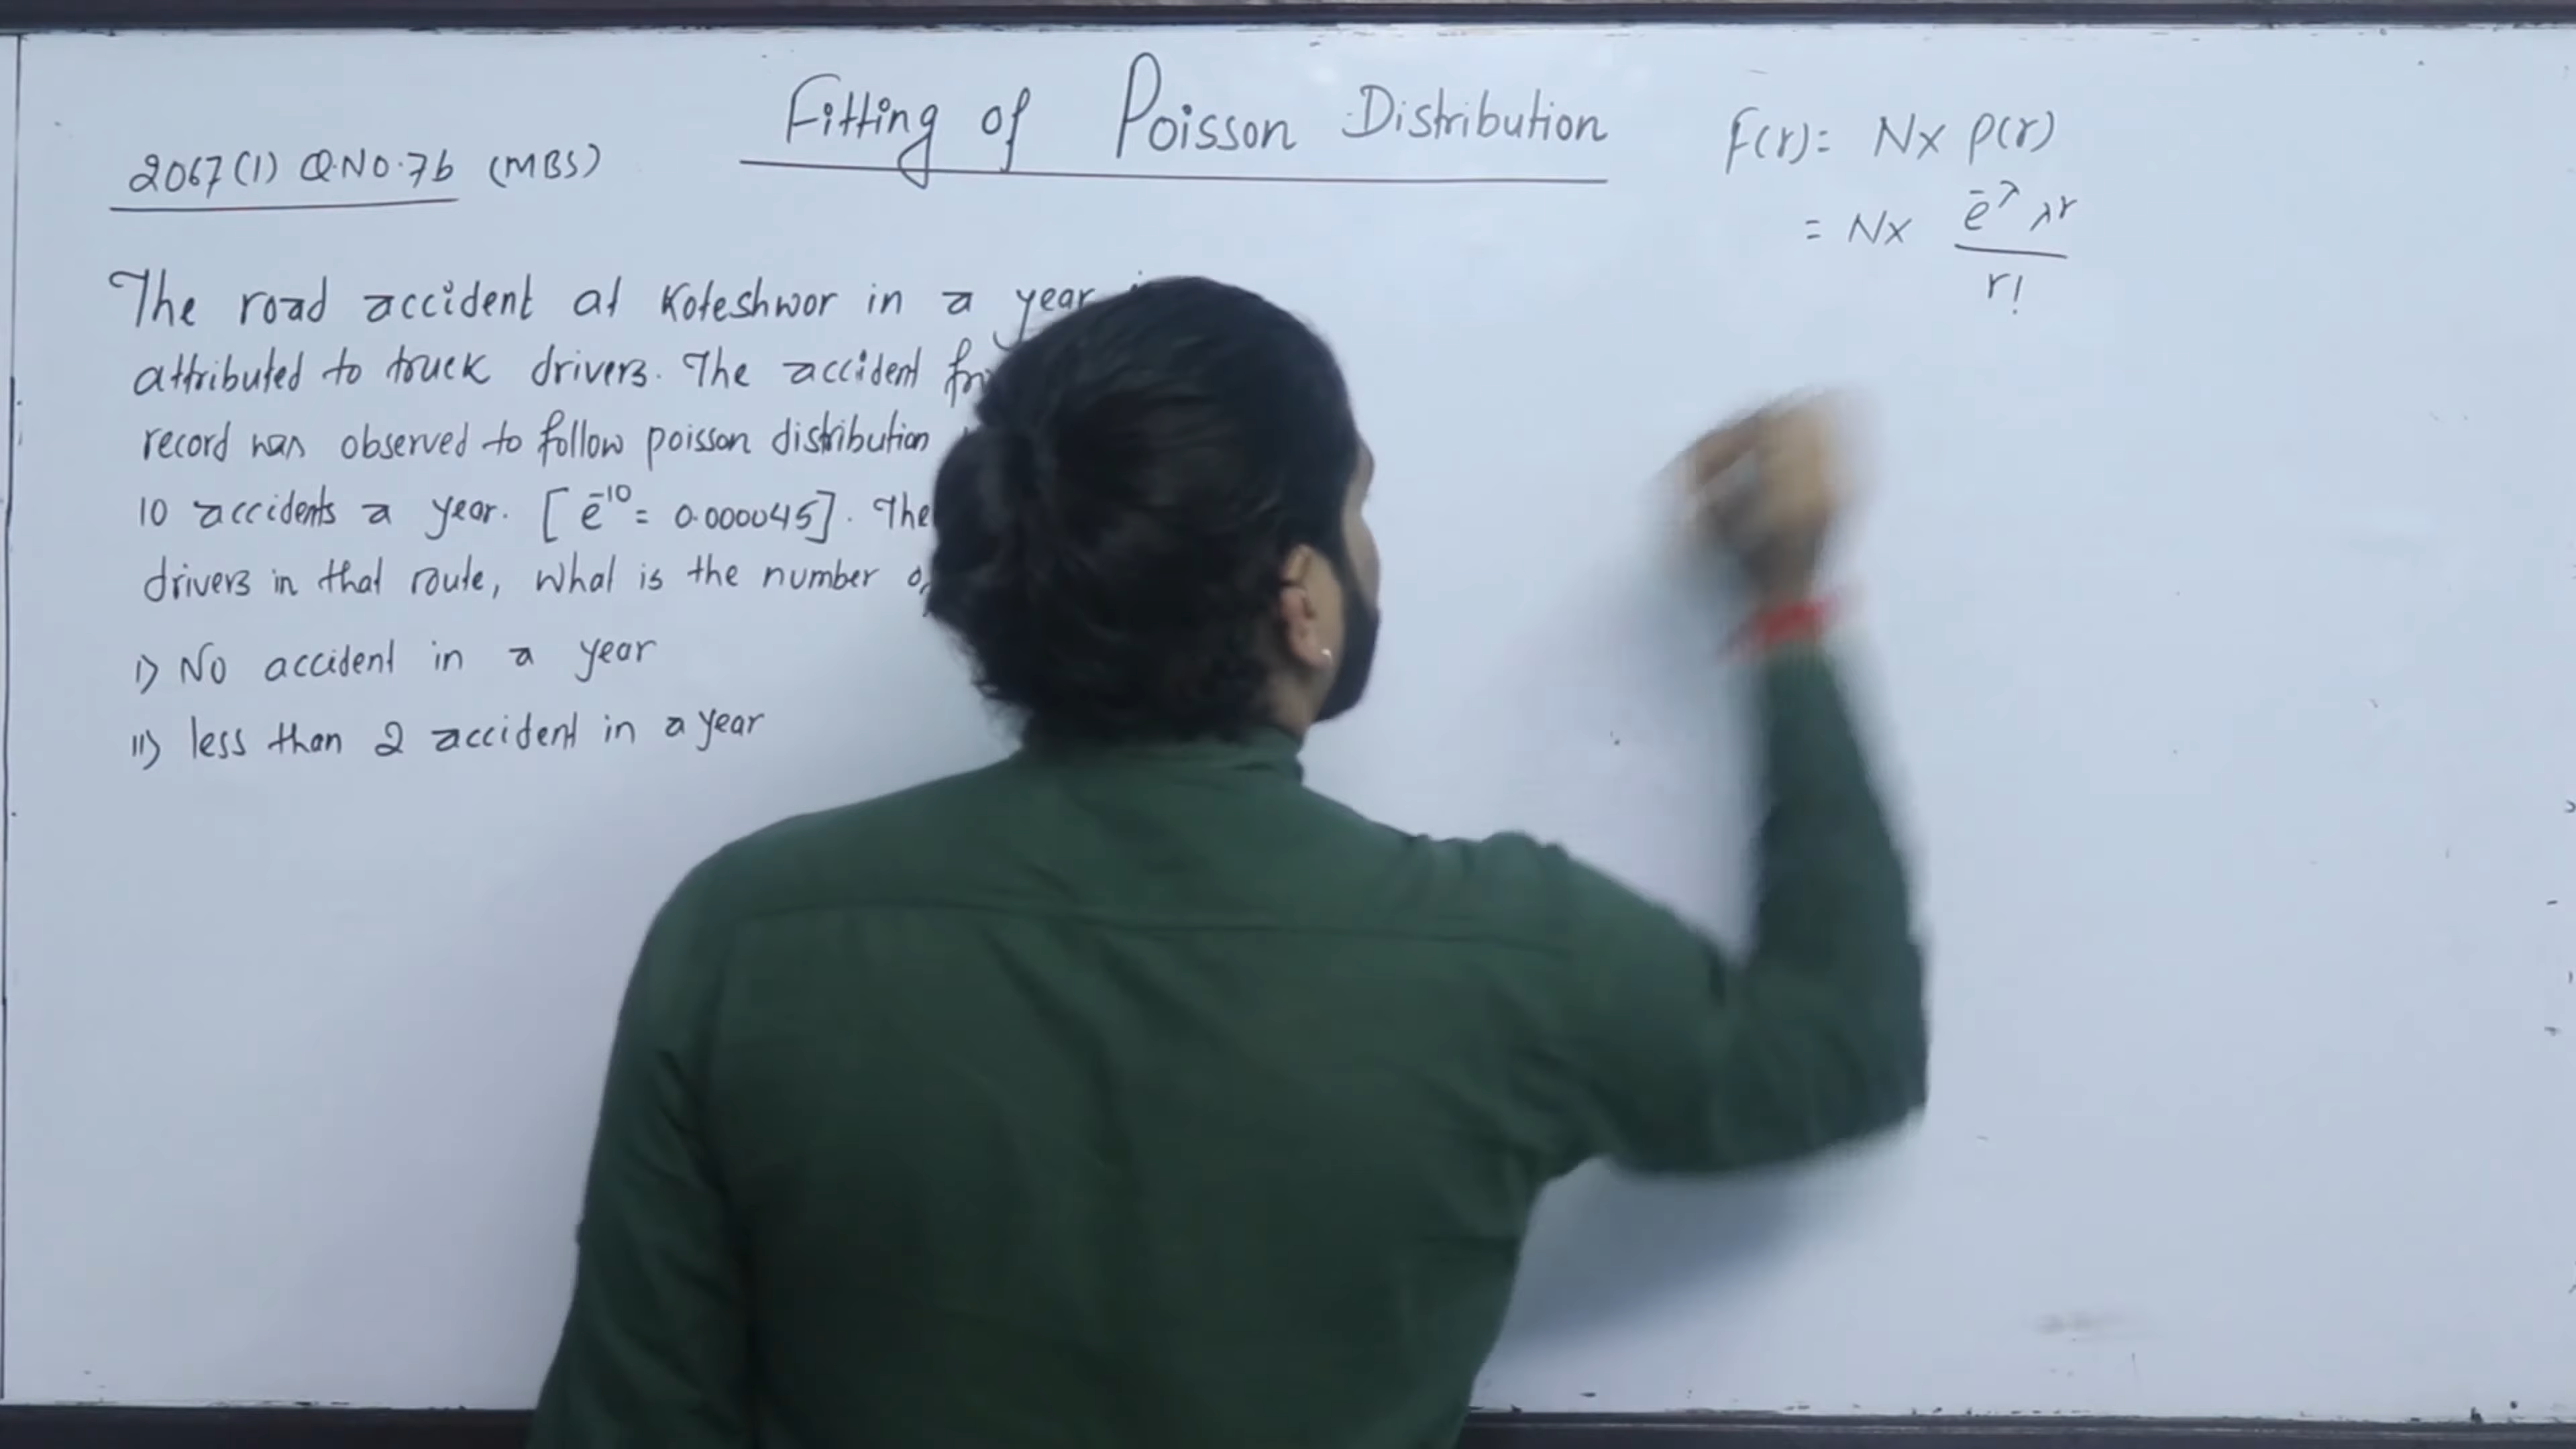 Fitting of Poisson Distribution
2067(1) Q.NO.7b (MBS)
The road accident at Koteshwor in a year
attributed to truck drivers. The accident
record was observed to follow poisson distribution
10 accidents a year. [e⁻¹⁰ = 0.000045]. The
drivers in that route, what is the number
i) No accident in a year
ii) less than 2 accident in a year
F(r) = N× P(r)
= N× e⁻λ λʳ
r!